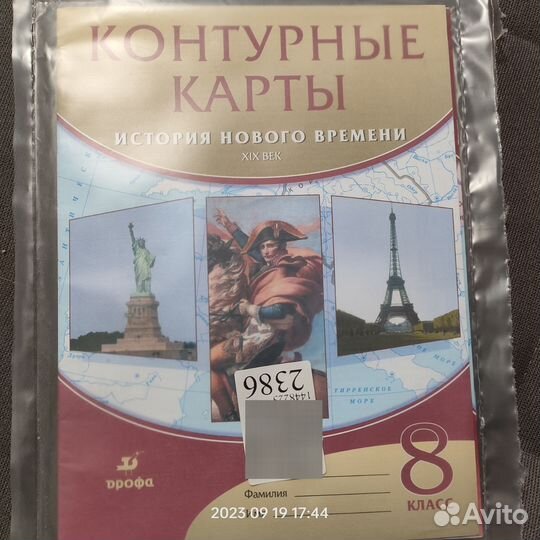 КОНТУРНЫЕ
КАРТЫ
ИСТОРИЯ НОВОГО ВРЕМЕНИ
XIX ВЕК
2386
ТИРРЕНСКОЕ
МОРЕ
8
КЛАСС
ДРОФА
Фамилия
2023 09 19 17:44
Avito